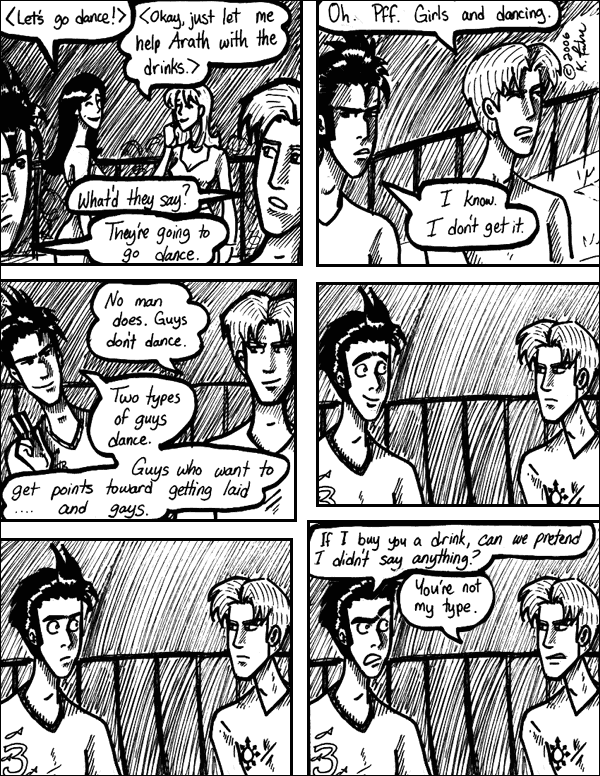 <Let's go dance!>
<Okay, just let me
help Arath with the
drinks.>
What'd they say?
They're going to
go dance.
Oh. Pff. Girls and dancing.
©2006
I know.
I don't get it.
No man
does. Guys
don't dance.
Two types
of guys
dance.
Guys who want to
get points toward getting laid
.... and gays.
3
3
If I buy you a drink, can we pretend
I didn't say anything?
You're not
my type.